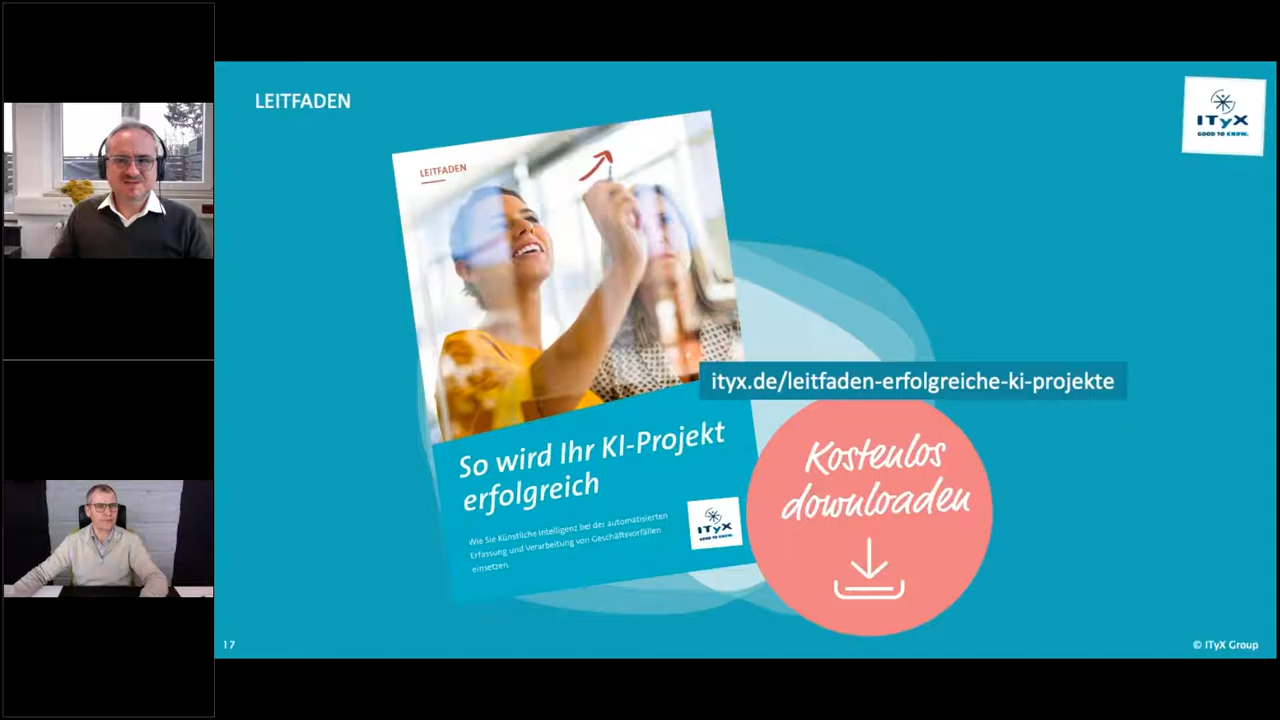 LEITFADEN
ITyX
GOOD TO KNOW.
LEITFADEN
ityx.de/leitfaden-erfolgreiche-ki-projekte
So wird Ihr KI-Projekt
erfolgreich
Kostenlos
downloaden
Wie Sie Künstliche Intelligenz bei der automatisierten
Erfassung und Verarbeitung von Geschäftsvorfällen
einsetzen.
ITyX
GOOD TO KNOW.
17
© ITyX Group